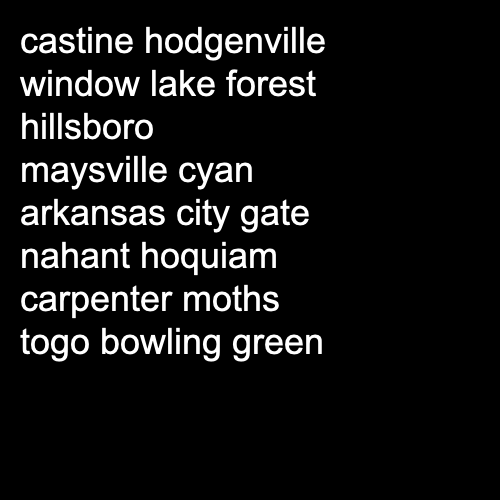 castine hodgenville
window lake forest
hillsboro
maysville cyan
arkansas city gate
nahant hoquiam
carpenter moths
togo bowling green